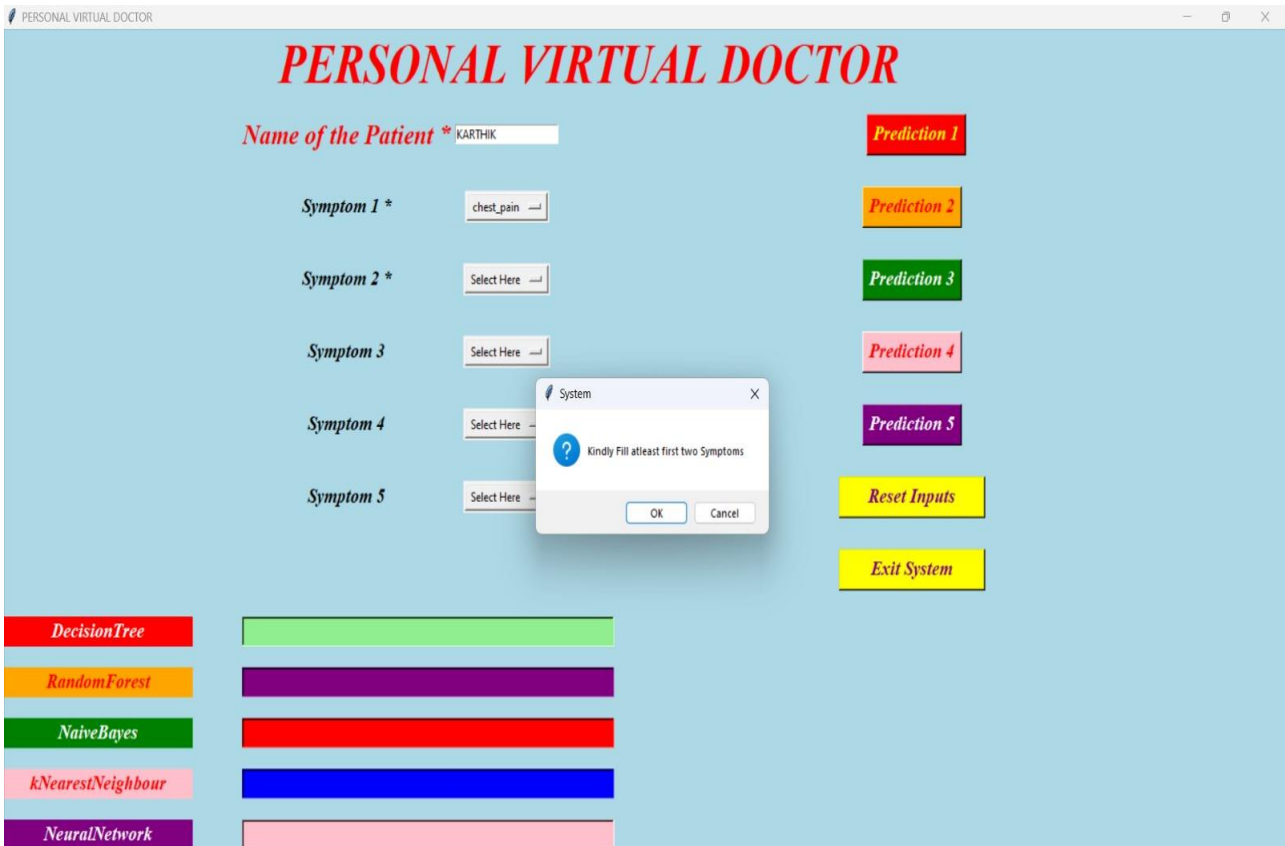 PERSONAL VIRTUAL DOCTOR
PERSONAL VIRTUAL DOCTOR
Name of the Patient * KARTHIK
Prediction 1
Symptom 1 * chest_pain
Prediction 2
Symptom 2 * Select Here
Prediction 3
Symptom 3 Select Here
Prediction 4
System
Symptom 4 Select Here
Prediction 5
Kindly Fill atleast first two Symptoms
Symptom 5 Select Here
Reset Inputs
OK Cancel
Exit System
DecisionTree
RandomForest
NaiveBayes
kNearestNeighbour
NeuralNetwork